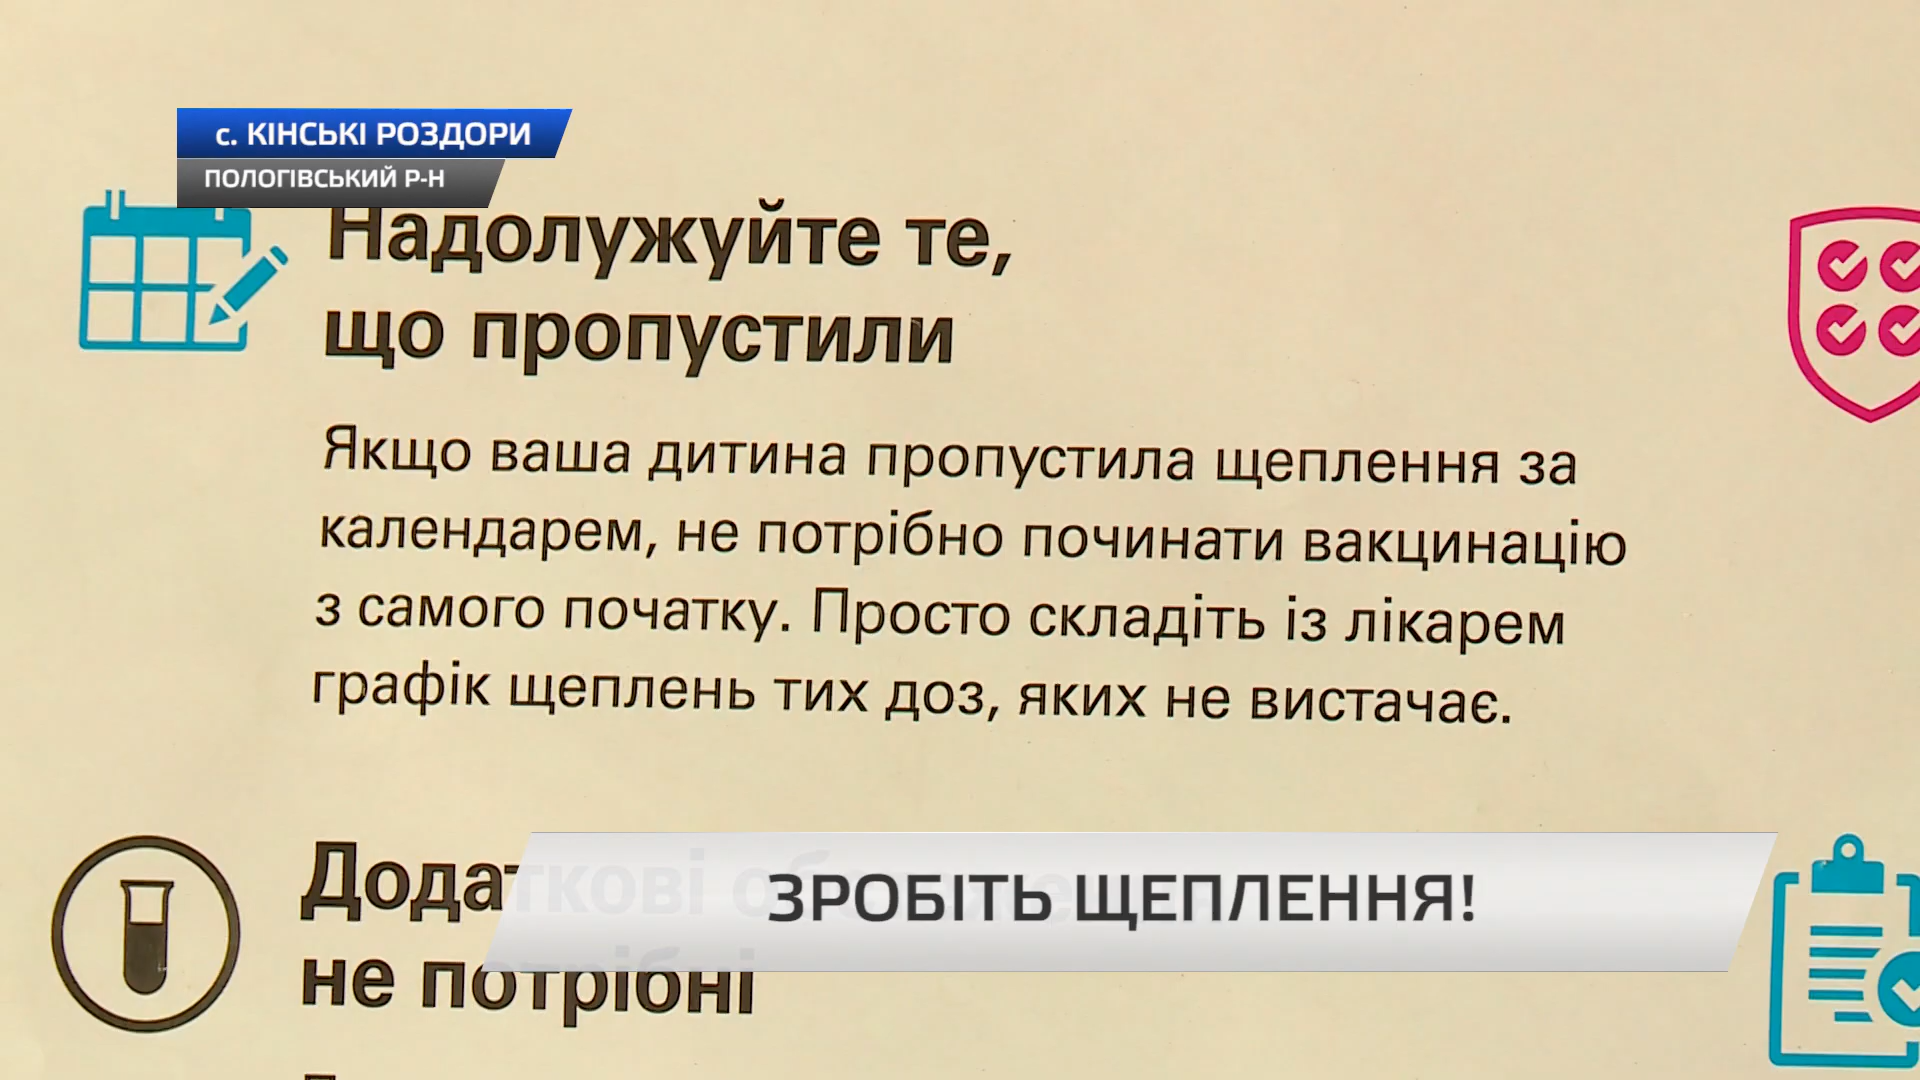 с. КІНСЬКІ РОЗДОРИ
ПОЛОГІВСЬКИЙ Р-Н
Надолужуйте те,
що пропустили
Якщо ваша дитина пропустила щеплення за
календарем, не потрібно починати вакцинацію
з самого початку. Просто складіть із лікарем
графік щеплень тих доз, яких не вистачає.
Додаткові
не потрібні
ЗРОБІТЬ ЩЕПЛЕННЯ!